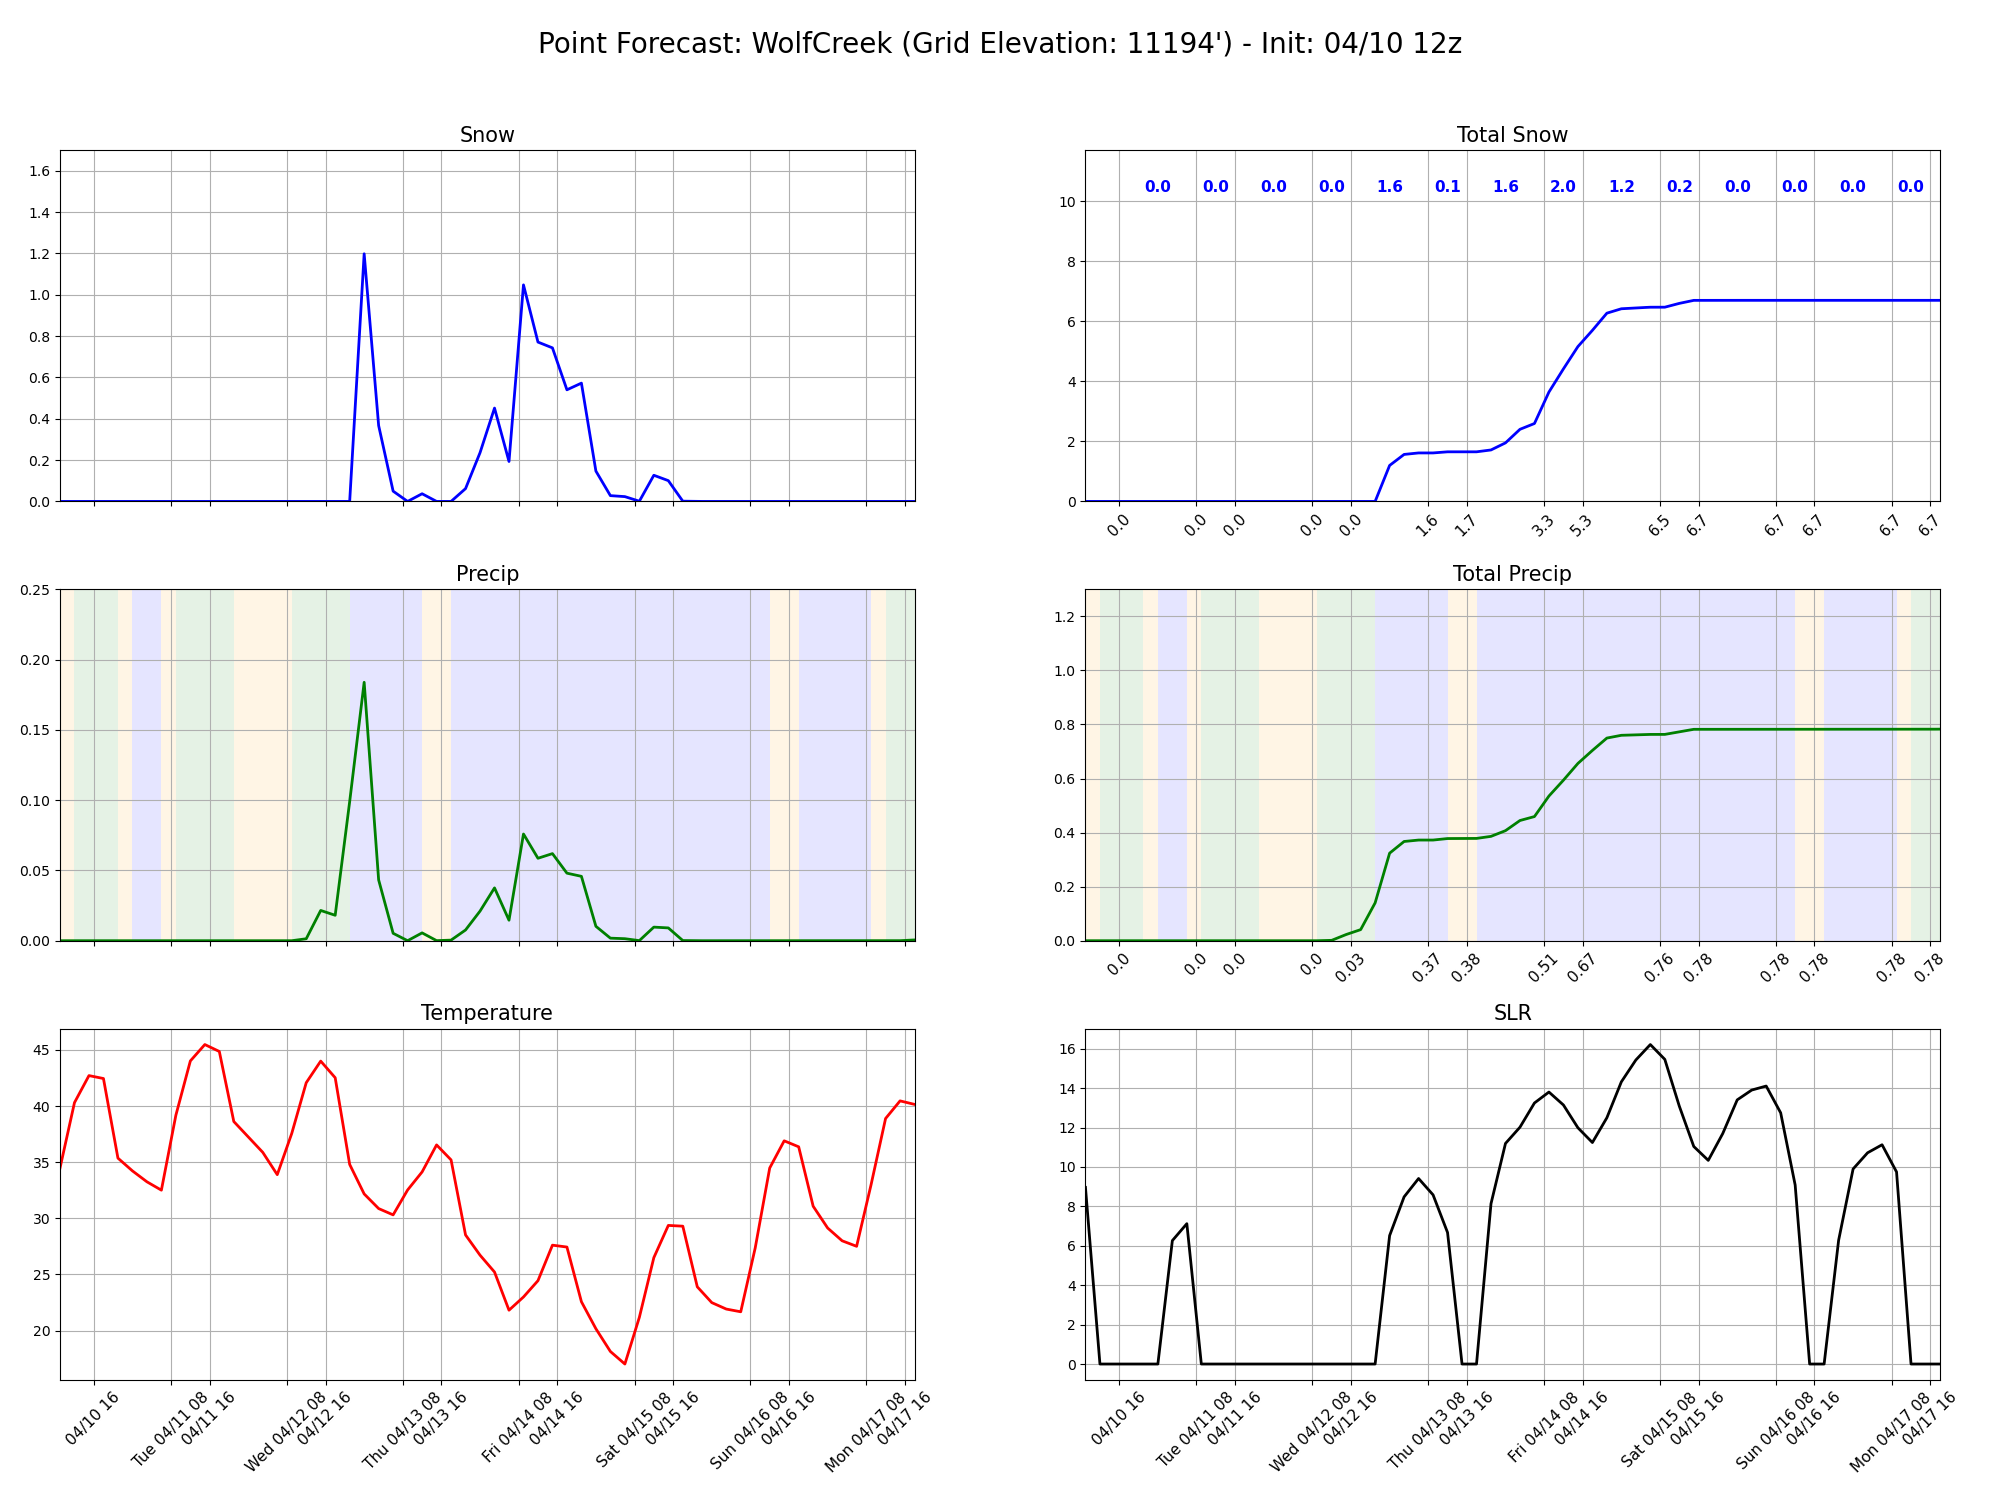 Point Forecast: WolfCreek (Grid Elevation: 11194') - Init: 04/10 12z
Snow
1.6
1.4
1.2
1.0
0.8
0.6
0.4
0.2
0.0
Total Snow
0.0 0.0 0.0 0.0 1.6 0.1 1.6 2.0 1.2 0.2 0.0 0.0 0.0 0.0
10
8
6
4
2
0
0.0 0.0 0.0 0.0 0.0 1.6 1.7 3.3 5.3 6.5 6.7 6.7 6.7 6.7 6.7
Precip
0.25
0.20
0.15
0.10
0.05
0.00
Total Precip
1.2
1.0
0.8
0.6
0.4
0.2
0.0
0.0 0.0 0.0 0.0 0.03 0.37 0.38 0.51 0.67 0.76 0.78 0.78 0.78 0.78 0.78
Temperature
45
40
35
30
25
20
04/10 16
Tue 04/11 08
04/11 16
Wed 04/12 08
04/12 16
Thu 04/13 08
04/13 16
Fri 04/14 08
04/14 16
Sat 04/15 08
04/15 16
Sun 04/16 08
04/16 16
Mon 04/17 08
04/17 16
SLR
16
14
12
10
8
6
4
2
0
04/10 16
Tue 04/11 08
04/11 16
Wed 04/12 08
04/12 16
Thu 04/13 08
04/13 16
Fri 04/14 08
04/14 16
Sat 04/15 08
04/15 16
Sun 04/16 08
04/16 16
Mon 04/17 08
04/17 16